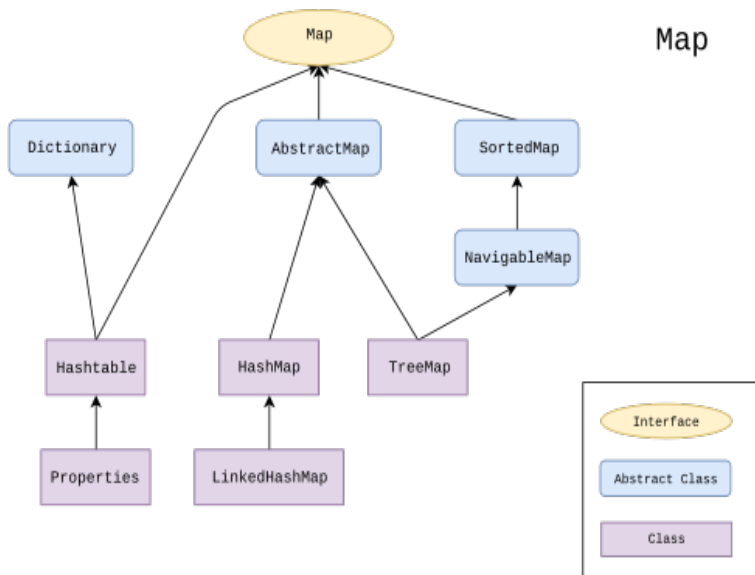 Map
Map
Dictionary
AbstractMap
SortedMap
NavigableMap
Hashtable
HashMap
TreeMap
Properties
LinkedHashMap
Interface
Abstract Class
Class